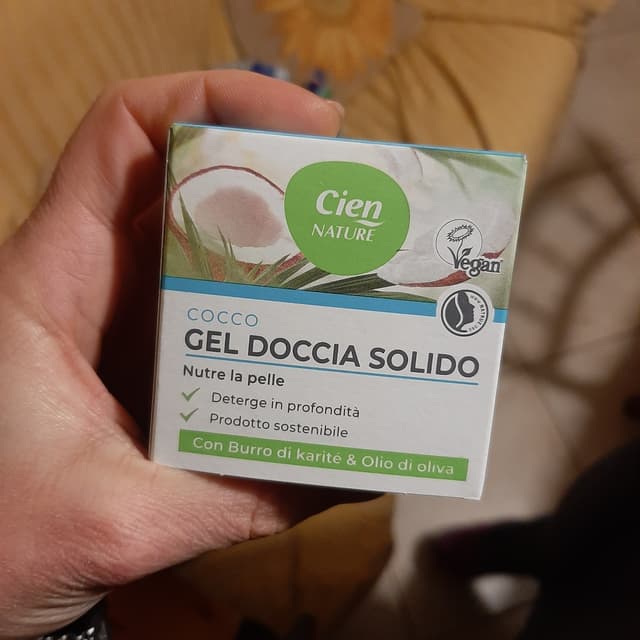 Cien
NATURE
Vegan
COCCO
GEL DOCCIA SOLIDO
Nutre la pelle
Deterge in profondità
Prodotto sostenibile
Con Burro di karité & Olio di oliva